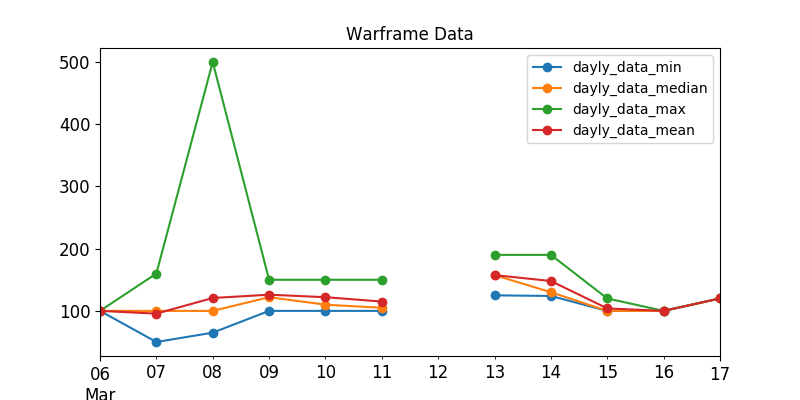 Warframe Data
dayly_data_min
dayly_data_median
dayly_data_max
dayly_data_mean
500
400
300
200
100
06 07 08 09 10 11 12 13 14 15 16 17
Mar